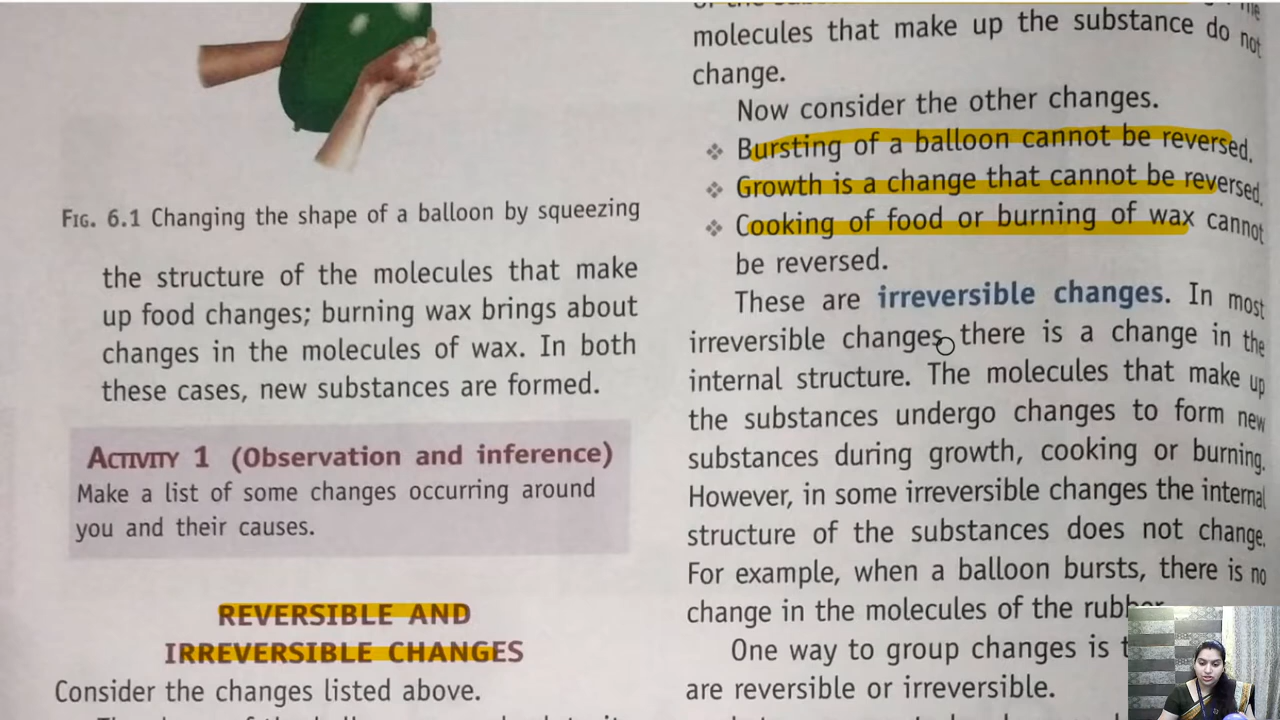 FIG. 6.1 Changing the shape of a balloon by squeezing
the structure of the molecules that make
up food changes; burning wax brings about
changes in the molecules of wax. In both
these cases, new substances are formed.
ACTIVITY 1 (Observation and inference)
Make a list of some changes occurring around
you and their causes.
REVERSIBLE AND
IRREVERSIBLE CHANGES
Consider the changes listed above.
molecules that make up the substance do not
change.
Now consider the other changes.
❖ Bursting of a balloon cannot be reversed.
❖ Growth is a change that cannot be reversed.
❖ Cooking of food or burning of wax cannot
be reversed.
These are irreversible changes. In most
irreversible changes there is a change in the
internal structure. The molecules that make up
the substances undergo changes to form new
substances during growth, cooking or burning.
However, in some irreversible changes the internal
structure of the substances does not change.
For example, when a balloon bursts, there is no
change in the molecules of the rubber
One way to group changes is
are reversible or irreversible.